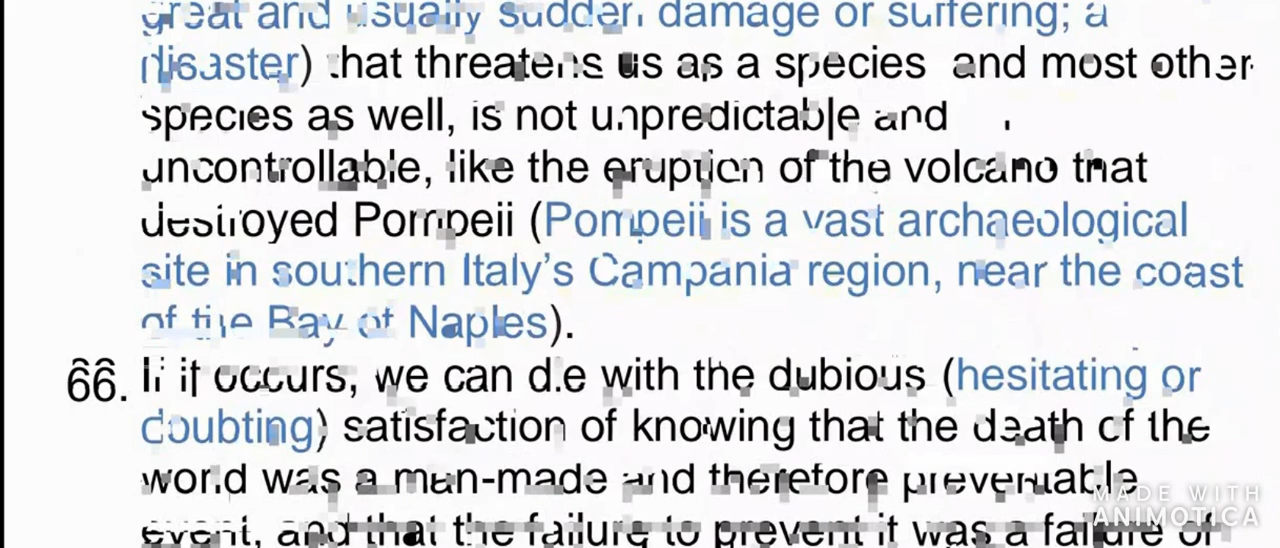 great and usually sudden damage or suffering; a
disaster) that threatens us as a species and most other
species as well, is not unpredictable and
uncontrollable, like the eruption of the volcano that
destroyed Pompeii (Pompeii is a vast archaeological
site in southern Italy's Campania region, near the coast
of the Bay of Naples).
66. If it occurs, we can die with the dubious (hesitating or
doubting) satisfaction of knowing that the death of the
world was a man-made and therefore preventable
event, and that the failure to prevent it was a failure of
MADE WITH
ANIMOTICA